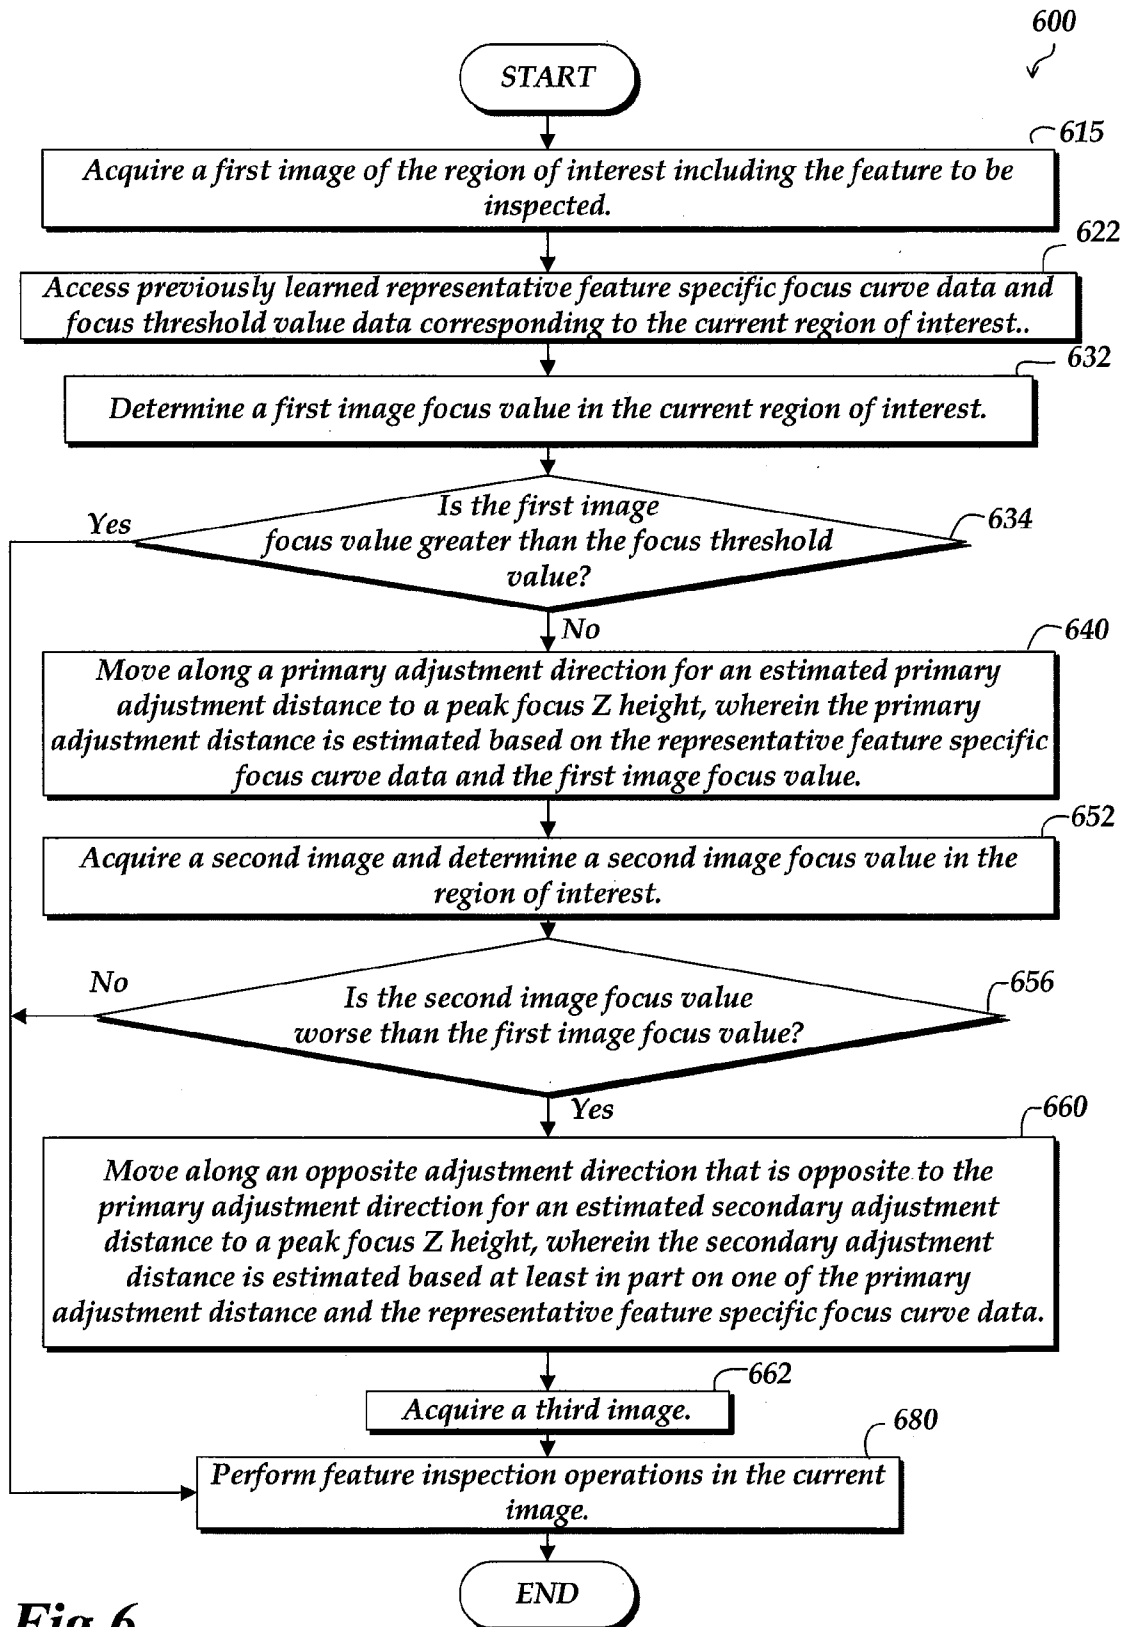 600
START
615
Acquire a first image of the region of interest including the feature to be
inspected.
622
Access previously learned representative feature specific focus curve data and
focus threshold value data corresponding to the current region of interest..
632
Determine a first image focus value in the current region of interest.
Is the first image
focus value greater than the focus threshold
value?
Yes
634
No
640
Move along a primary adjustment direction for an estimated primary
adjustment distance to a peak focus Z height, wherein the primary
adjustment distance is estimated based on the representative feature specific
focus curve data and the first image focus value.
652
Acquire a second image and determine a second image focus value in the
region of interest.
No
656
Is the second image focus value
worse than the first image focus value?
Yes
660
Move along an opposite adjustment direction that is opposite to the
primary adjustment direction for an estimated secondary adjustment
distance to a peak focus Z height, wherein the secondary adjustment
distance is estimated based at least in part on one of the primary
adjustment distance and the representative feature specific focus curve data.
662
Acquire a third image.
680
Perform feature inspection operations in the current
image.
END
Fig.6.